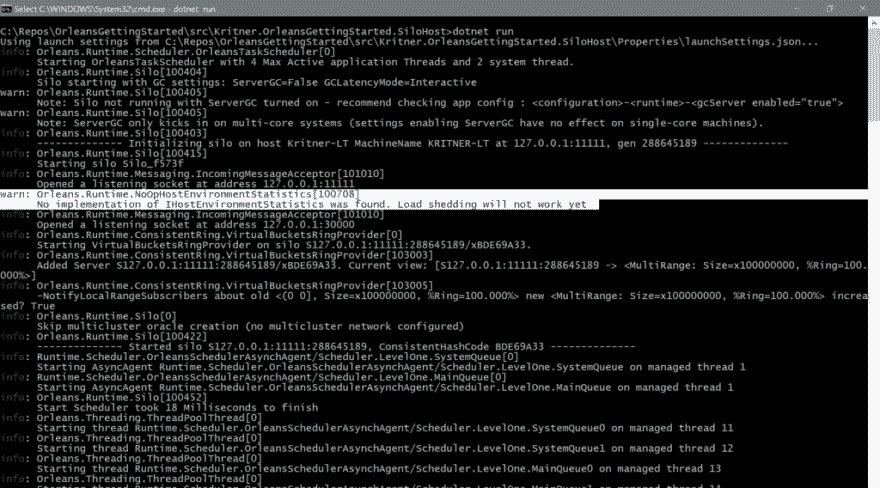 Select C:\WINDOWS\System32\cmd.exe - dotnet run
C:\Repos\OrleansGettingStarted\src\Kritner.OrleansGettingStarted.SiloHost>dotnet run
Using launch settings from C:\Repos\OrleansGettingStarted\src\Kritner.OrleansGettingStarted.SiloHost\Properties\launchSettings.json...
info: Orleans.Runtime.Scheduler.OrleansTaskScheduler[0]
Starting OrleansTaskScheduler with 4 Max Active application Threads and 2 system thread.
info: Orleans.Runtime.Silo[100404]
Silo starting with GC settings: ServerGC=False GCLatencyMode=Interactive
warn: Orleans.Runtime.Silo[100405]
Note: Silo not running with ServerGC turned on - recommend checking app config : <configuration>-<runtime>-<gcServer enabled="true">
warn: Orleans.Runtime.Silo[100405]
Note: ServerGC only kicks in on multi-core systems (settings enabling ServerGC have no effect on single-core machines).
info: Orleans.Runtime.Silo[100403]
-------------- Initializing silo on host Kritner-LT MachineName KRITNER-LT at 127.0.0.1:11111, gen 288645189 --------------
info: Orleans.Runtime.Silo[100415]
Starting silo Silo_f573f
info: Orleans.Runtime.Messaging.IncomingMessageAcceptor[101010]
Opened a listening socket at address 127.0.0.1:11111
warn: Orleans.Runtime.NoOpHostEnvironmentStatistics[100708]
No implementation of IHostEnvironmentStatistics was found. Load shedding will not work yet
info: Orleans.Runtime.Messaging.IncomingMessageAcceptor[101010]
Opened a listening socket at address 127.0.0.1:30000
info: Orleans.Runtime.ConsistentRing.VirtualBucketsRingProvider[0]
Starting VirtualBucketsRingProvider on silo S127.0.0.1:11111:288645189/xBDE69A33.
info: Orleans.Runtime.ConsistentRing.VirtualBucketsRingProvider[103003]
Added Server S127.0.0.1:11111:288645189/xBDE69A33. Current view: [S127.0.0.1:11111:288645189 -> <MultiRange: Size=x100000000, %Ring=100.
000%>]
info: Orleans.Runtime.ConsistentRing.VirtualBucketsRingProvider[103005]
-NotifyLocalRangeSubscribers about old <(0 0], Size=x100000000, %Ring=100.000%> new <MultiRange: Size=x100000000, %Ring=100.000%> increa
sed? True
info: Orleans.Runtime.Silo[0]
Skip multicluster oracle creation (no multicluster network configured)
info: Orleans.Runtime.Silo[100422]
-------------- Started silo S127.0.0.1:11111:288645189, ConsistentHashCode BDE69A33 --------------
info: Runtime.Scheduler.OrleansSchedulerAsynchAgent/Scheduler.LevelOne.SystemQueue[0]
Starting AsyncAgent Runtime.Scheduler.OrleansSchedulerAsynchAgent/Scheduler.LevelOne.SystemQueue on managed thread 1
info: Runtime.Scheduler.OrleansSchedulerAsynchAgent/Scheduler.LevelOne.MainQueue[0]
Starting AsyncAgent Runtime.Scheduler.OrleansSchedulerAsynchAgent/Scheduler.LevelOne.MainQueue on managed thread 1
info: Orleans.Runtime.Silo[100452]
Start Scheduler took 18 Milliseconds to finish
info: Orleans.Threading.ThreadPoolThread[0]
Starting thread Runtime.Scheduler.OrleansSchedulerAsynchAgent/Scheduler.LevelOne.SystemQueue0 on managed thread 11
info: Orleans.Threading.ThreadPoolThread[0]
Starting thread Runtime.Scheduler.OrleansSchedulerAsynchAgent/Scheduler.LevelOne.SystemQueue1 on managed thread 12
info: Orleans.Threading.ThreadPoolThread[0]
Starting thread Runtime.Scheduler.OrleansSchedulerAsynchAgent/Scheduler.LevelOne.MainQueue0 on managed thread 13
info: Orleans.Threading.ThreadPoolThread[0]